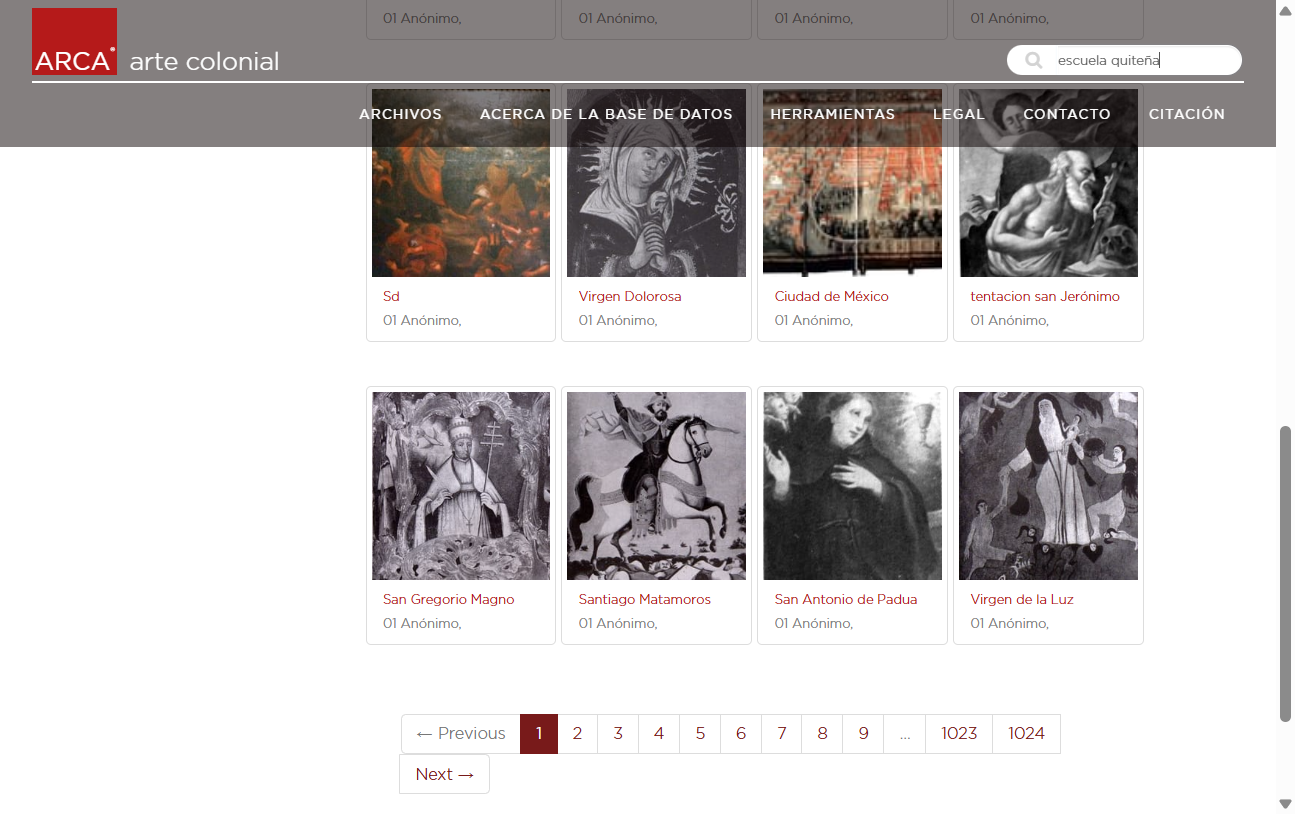 01 Anónimo, 01 Anónimo, 01 Anónimo, 01 Anónimo,
ARCA® arte colonial
escuela quiteña
ARCHIVOS ACERCA DE LA BASE DE DATOS HERRAMIENTAS LEGAL CONTACTO CITACIÓN
Sd Virgen Dolorosa Ciudad de México tentacion san Jerónimo
01 Anónimo, 01 Anónimo, 01 Anónimo, 01 Anónimo,
San Gregorio Magno Santiago Matamoros San Antonio de Padua Virgen de la Luz
01 Anónimo, 01 Anónimo, 01 Anónimo, 01 Anónimo,
← Previous 1 2 3 4 5 6 7 8 9 ... 1023 1024
Next →